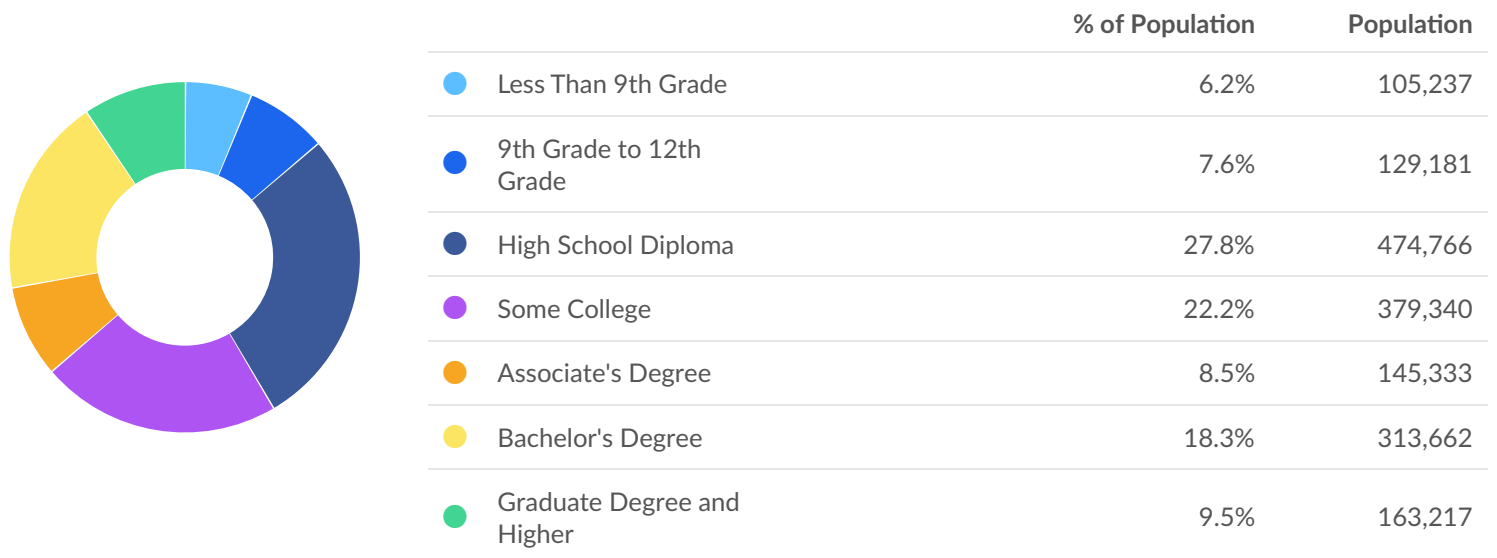 % of Population Population
Less Than 9th Grade 6.2% 105,237
9th Grade to 12th
Grade 7.6% 129,181
High School Diploma 27.8% 474,766
Some College 22.2% 379,340
Associate's Degree 8.5% 145,333
Bachelor's Degree 18.3% 313,662
Graduate Degree and
Higher 9.5% 163,217